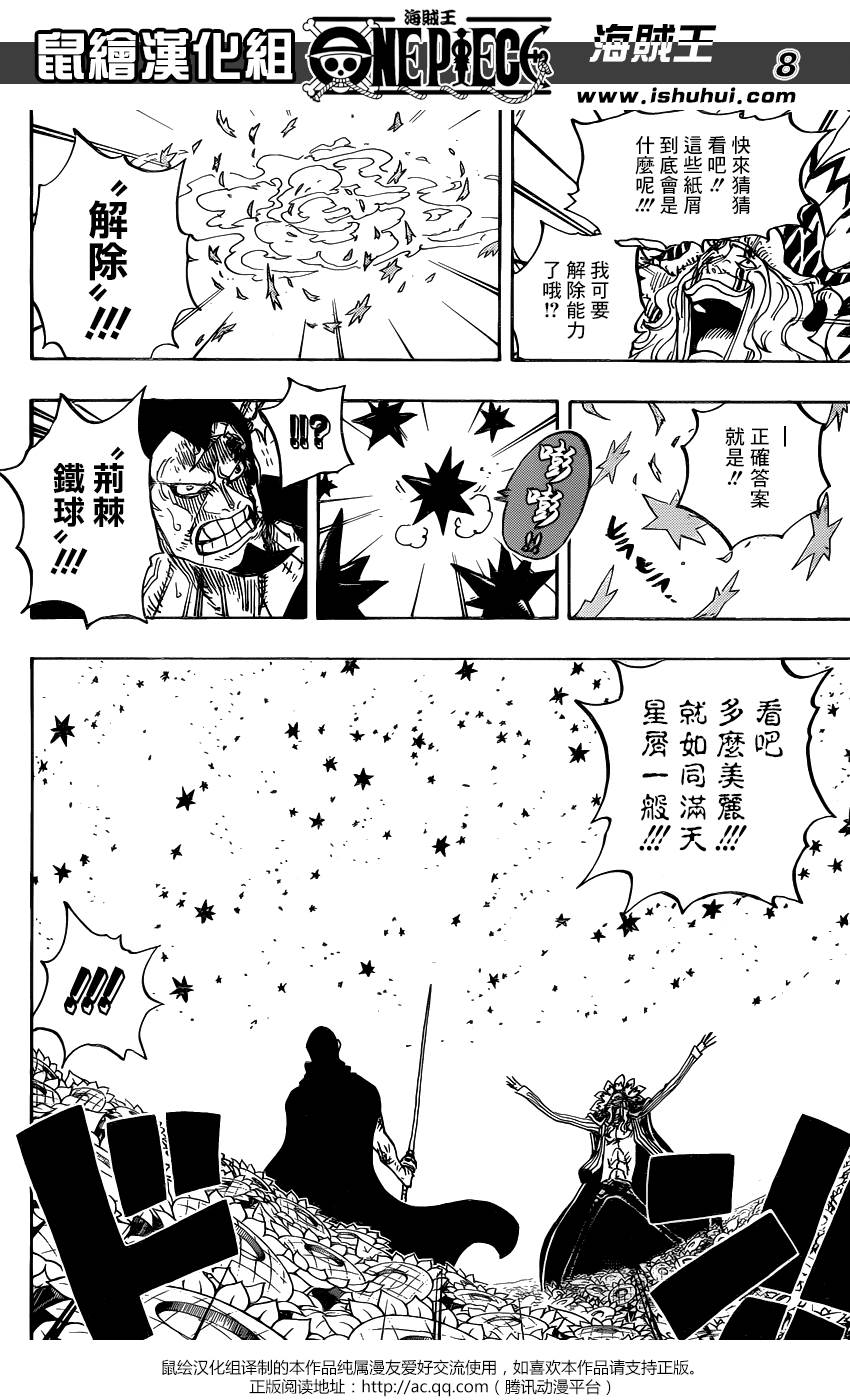 鼠繪漢化組
海賊王
ONE PIECE
海賊王
8
www.ishuhui.com
快來猜猜
看吧!!
這些紙屑
到底會是
什麼呢!!!
我可要
解除能力
了哦!?
〝解除〞!!!
—
正確答案
就是!!
嘭嘭!!
!!?
〝荊棘
鐵球〞!!!
看吧
多麼美麗!!!
就如同滿天
星屑一般!!!
!!!!
ド
ン
鼠绘汉化组译制的本作品纯属漫友爱好交流使用，如喜欢本作品请支持正版。
正版阅读地址：http://ac.qq.com（腾讯动漫平台）